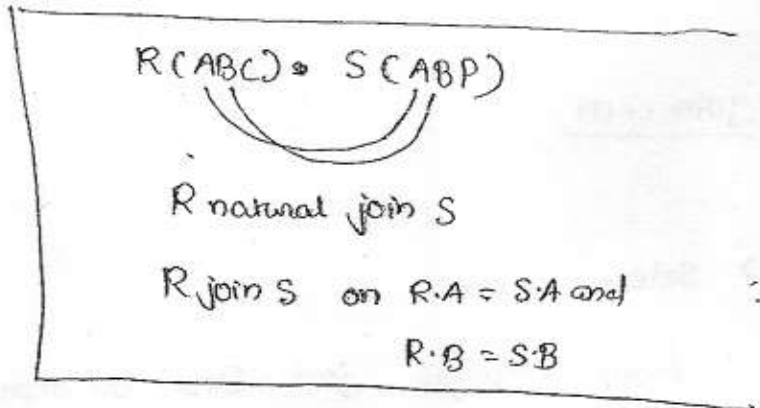 R(ABC) • S(ABP)
R natural join S
R join S on R.A = S.A and
R.B = S.B